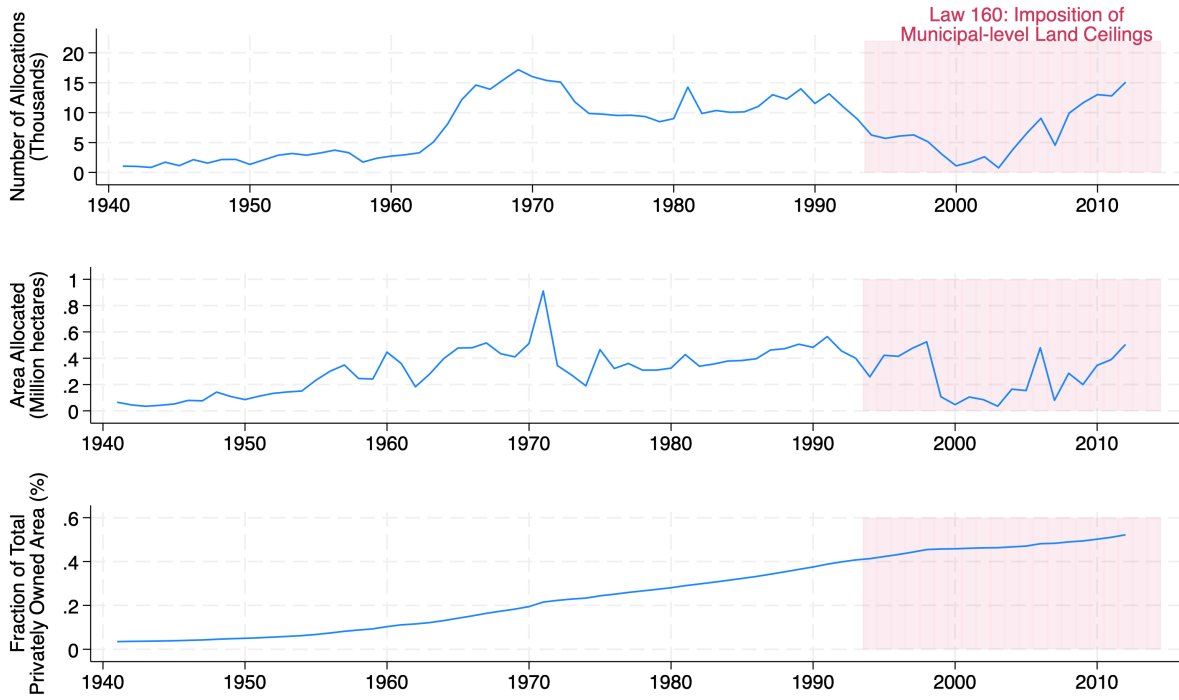 Law 160: Imposition of
Municipal-level Land Ceilings
Number of Allocations
(Thousands)
20
15
10
5
0
1940 1950 1960 1970 1980 1990 2000 2010
Area Allocated
(Million hectares)
1
.8
.6
.4
.2
0
1940 1950 1960 1970 1980 1990 2000 2010
Fraction of Total
Privately Owned Area (%)
.6
.4
.2
0
1940 1950 1960 1970 1980 1990 2000 2010